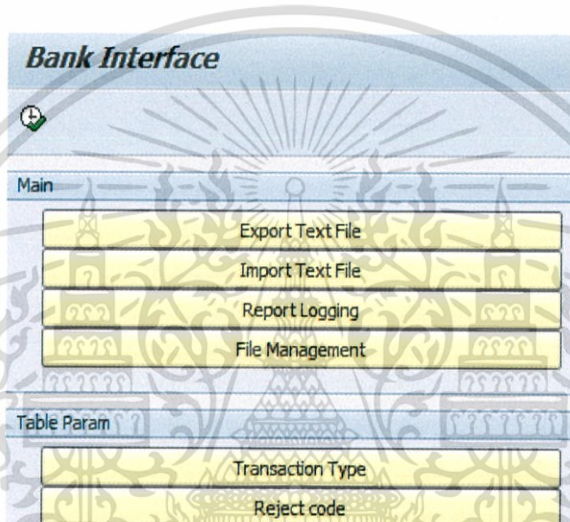 Bank Interface
Main
Export Text File
Import Text File
Report Logging
File Management
Table Param
Transaction Type
Reject code